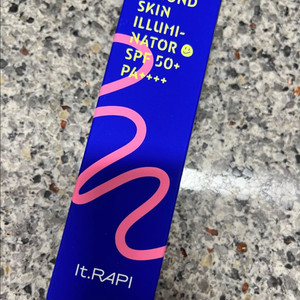 SKIN
ILLUMI-
NATOR
SPF 50+
PA++++
It.RAPI